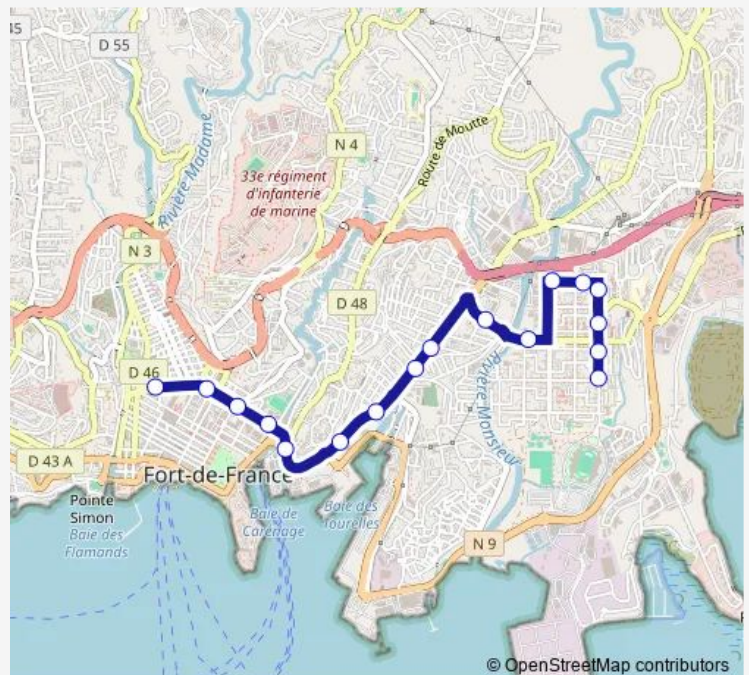 45
D 55
Rivière Madame
N 4
Route de Moutte
33e régiment
d'infanterie
de marine
N 3
D 48
D 46
Rivière Monsieur
D 43 A
Fort-de-France
Pointe
Simon
Baie des
Flamands
Baie de
Carénage
Baie des
Tourelles
N 9
© OpenStreetMap contributors